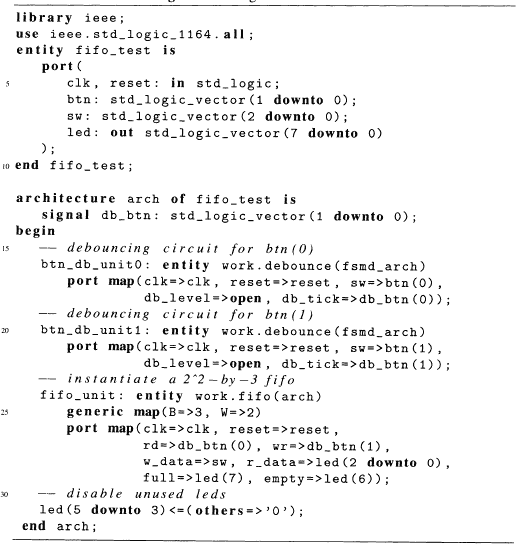 library ieee;
use ieee.std_logic_1164.all;
entity fifo_test is
port(
5 clk, reset: in std_logic;
btn: std_logic_vector(1 downto 0);
sw: std_logic_vector(2 downto 0);
led: out std_logic_vector(7 downto 0)
);
10 end fifo_test;
architecture arch of fifo_test is
signal db_btn: std_logic_vector(1 downto 0);
begin
15 -- debouncing circuit for btn(0)
btn_db_unit0: entity work.debounce(fsmd_arch)
port map(clk=>clk, reset=>reset, sw=>btn(0),
db_level=>open, db_tick=>db_btn(0));
-- debouncing circuit for btn(1)
20 btn_db_unit1: entity work.debounce(fsmd_arch)
port map(clk=>clk, reset=>reset, sw=>btn(1),
db_level=>open, db_tick=>db_btn(1));
-- instantiate a 2^2-by-3 fifo
fifo_unit: entity work.fifo(arch)
25 generic map(B=>3, W=>2)
port map(clk=>clk, reset=>reset,
rd=>db_btn(0), wr=>db_btn(1),
w_data=>sw, r_data=>led(2 downto 0),
full=>led(7), empty=>led(6));
30 -- disable unused leds
led(5 downto 3)<=(others=>'0');
end arch;